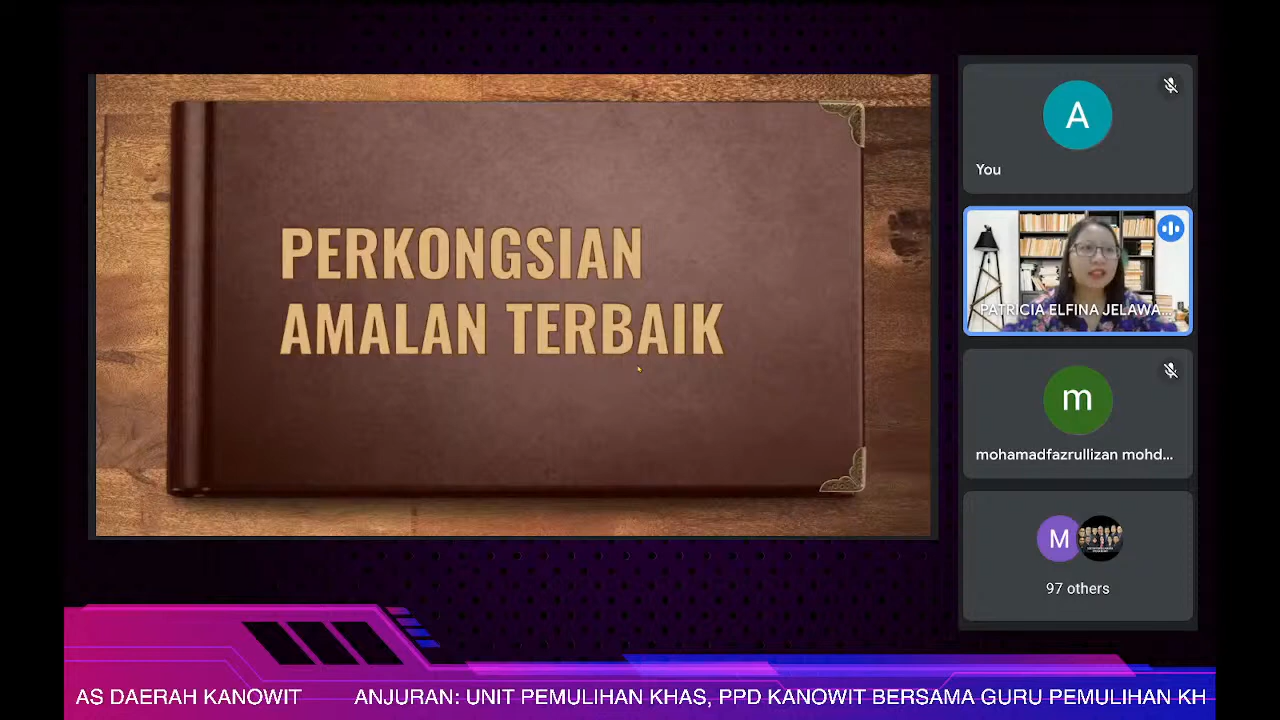 PERKONGSIAN
AMALAN TERBAIK
A
You
PATRICIA ELFINA JELAWA...
m
mohamadfazrullizan mohd...
M
97 others
AS DAERAH KANOWIT ANJURAN: UNIT PEMULIHAN KHAS, PPD KANOWIT BERSAMA GURU PEMULIHAN KH